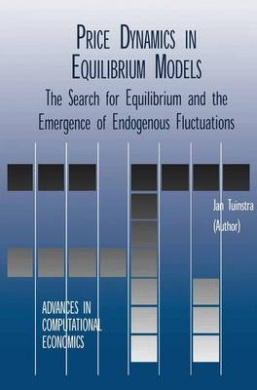 PRICE DYNAMICS IN
EQUILIBRIUM MODELS
The Search for Equilibrium and the
Emergence of Endogenous Fluctuations
Jan Tuinstra
(Author)
ADVANCES IN
COMPUTATIONAL
ECONOMICS